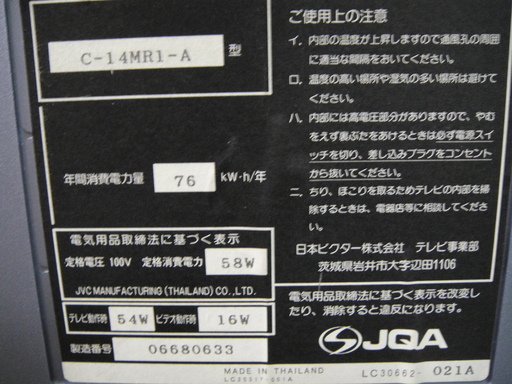 C-14MR1-A 型
年間消費電力量 76 kW·h/年
電気用品取締法に基づく表示
定格電圧 100V 定格消費電力 58W
JVC MANUFACTURING (THAILAND) CO., LTD.
テレビ動作時 54W ビデオ動作時 16W
製造番号 06680633
ご使用上の注意
イ. 内部の温度が上昇しますので通風孔の周囲
に適当な間隔をおいてください。
ロ. 温度の高い場所や湿気の多い場所は避けて
ください。
ハ. 内部には高電圧部分がありますので、やむ
をえず裏ぶたをあけるときは必ず電源スイ
ッチを切り、差し込みプラグをコンセント
から抜いてください。
ニ. ちり、ほこりを取るためテレビの内部を掃
除するときは、電器店等に相談してください。
日本ビクター株式会社 テレビ事業部
茨城県岩井市大字辺田1106
電気用品取締法に基づく表示を改変し
たり、消除すると違反になります。
JQA
MADE IN THAILAND
LC30662-021A